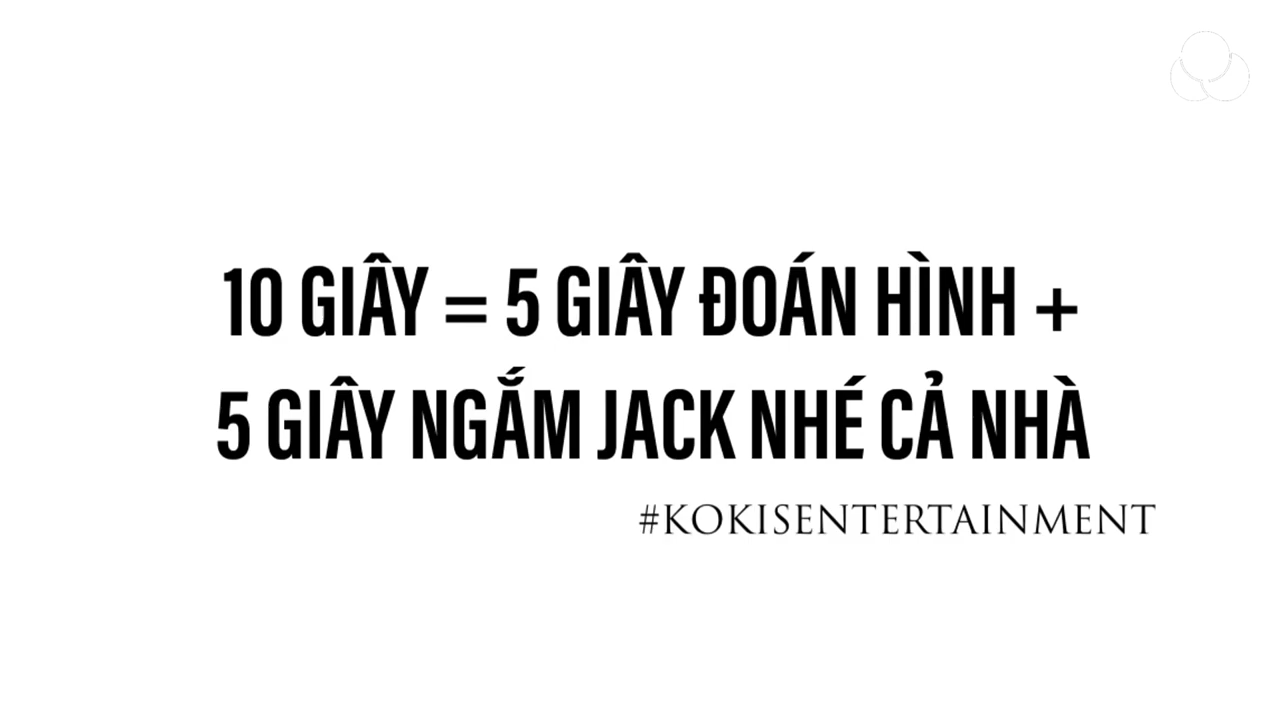 10 GIÂY = 5 GIÂY ĐOÁN HÌNH +
5 GIÂY NGẮM JACK NHÉ CẢ NHÀ
#KOKISENTERTAINMENT